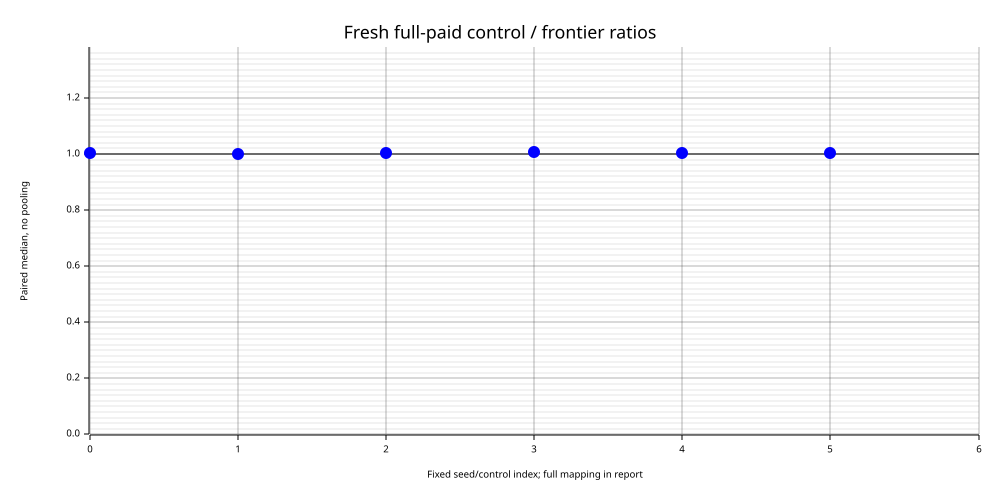 Fresh full-paid control / frontier ratios
1.2
1.0
0.8
0.6
0.4
0.2
0.0
Paired median, no pooling
0 1 2 3 4 5 6
Fixed seed/control index; full mapping in report